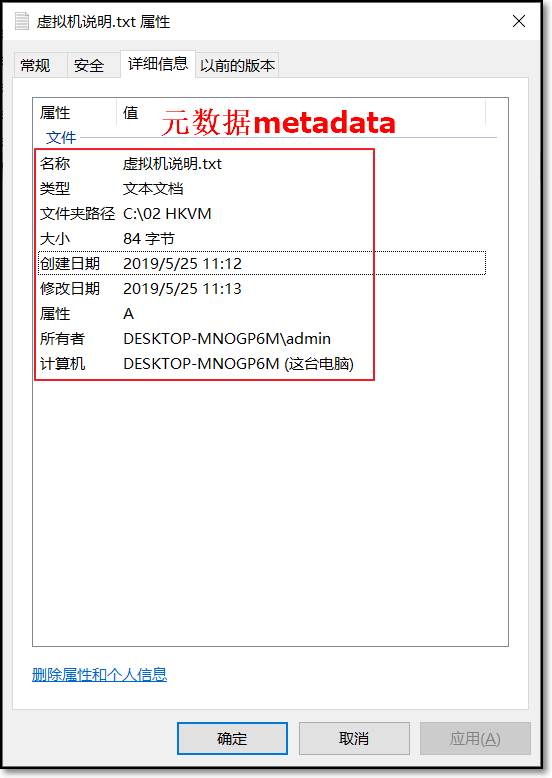 虚拟机说明.txt 属性
常规 安全 详细信息 以前的版本
属性 值
元数据metadata
文件
名称 虚拟机说明.txt
类型 文本文档
文件夹路径 C:\02 HKVM
大小 84 字节
创建日期 2019/5/25 11:12
修改日期 2019/5/25 11:13
属性 A
所有者 DESKTOP-MNOGP6M\admin
计算机 DESKTOP-MNOGP6M (这台电脑)
删除属性和个人信息
确定 取消 应用(A)